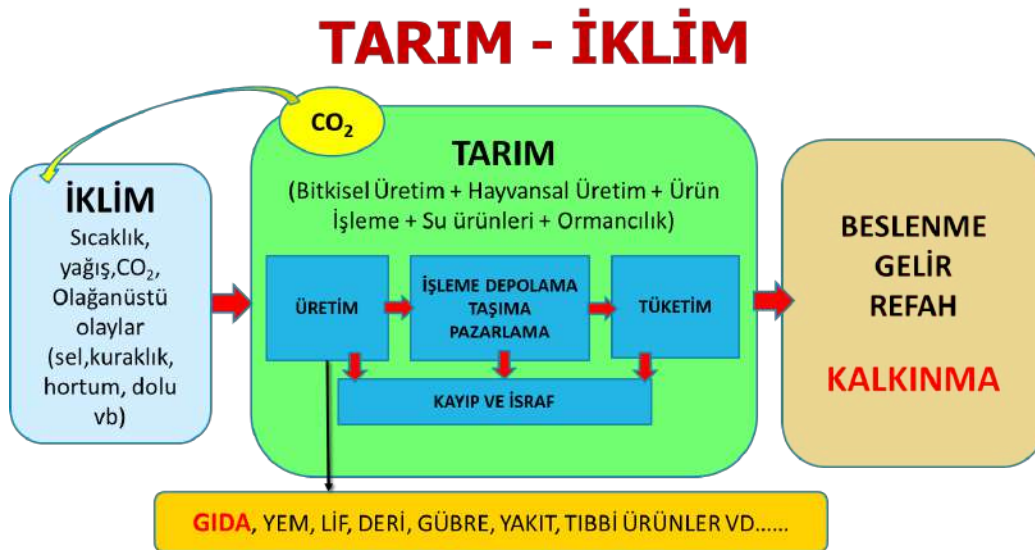 TARIM - İKLİM
CO₂
İKLİM
Sıcaklık,
yağış,CO₂,
Olağanüstü
olaylar
(sel,kuraklık,
hortum, dolu
vb)
TARIM
(Bitkisel Üretim + Hayvansal Üretim + Ürün
İşleme + Su ürünleri + Ormancılık)
ÜRETİM
İŞLEME DEPOLAMA
TAŞIMA
PAZARLAMA
TÜKETİM
KAYIP VE İSRAF
BESLENME
GELİR
REFAH
KALKINMA
GIDA, YEM, LİF, DERİ, GÜBRE, YAKIT, TIBBİ ÜRÜNLER VD......